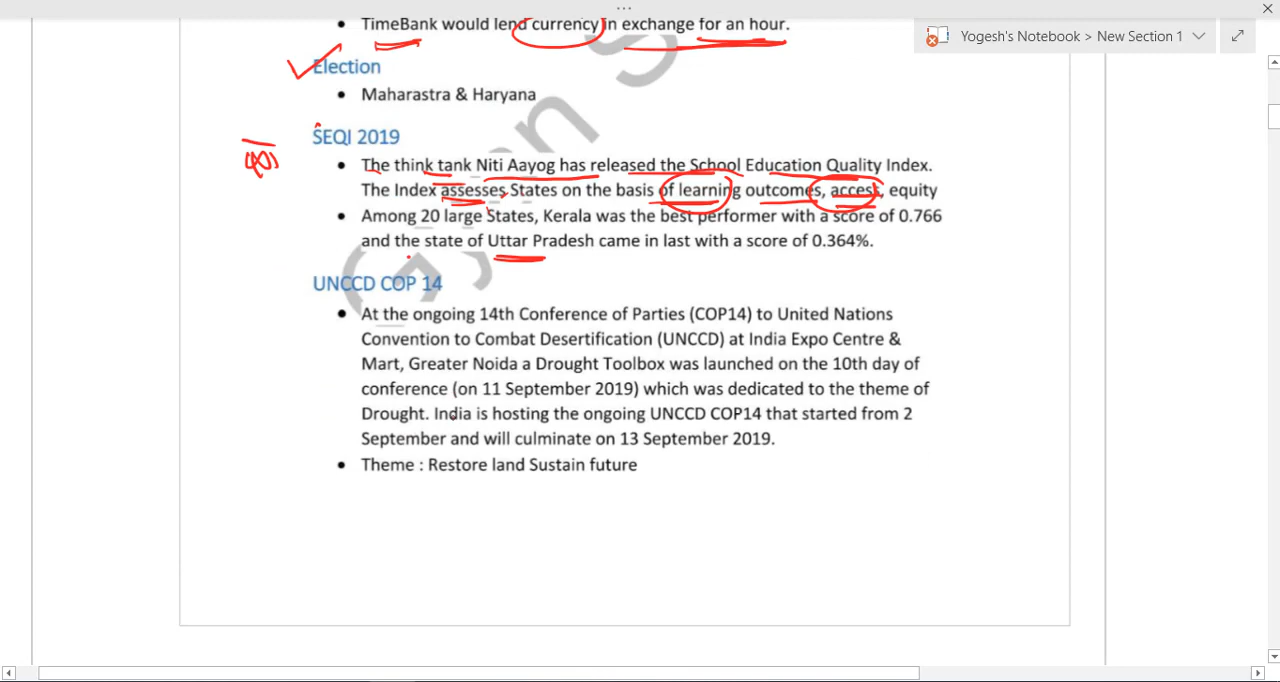 • TimeBank would lend currency in exchange for an hour.
Yogesh's Notebook > New Section 1
Election
• Maharastra & Haryana
SEQI 2019
• The think tank Niti Aayog has released the School Education Quality Index.
The Index assesses States on the basis of learning outcomes, access, equity
• Among 20 large States, Kerala was the best performer with a score of 0.766
and the state of Uttar Pradesh came in last with a score of 0.364%.
UNCCD COP 14
• At the ongoing 14th Conference of Parties (COP14) to United Nations
Convention to Combat Desertification (UNCCD) at India Expo Centre &
Mart, Greater Noida a Drought Toolbox was launched on the 10th day of
conference (on 11 September 2019) which was dedicated to the theme of
Drought. India is hosting the ongoing UNCCD COP14 that started from 2
September and will culminate on 13 September 2019.
• Theme : Restore land Sustain future